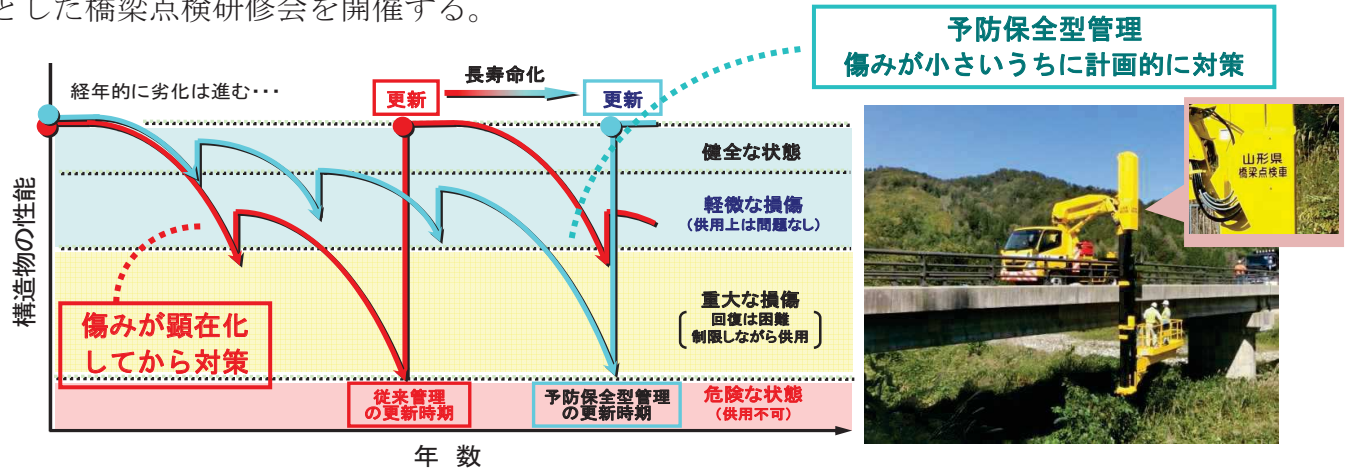 とした橋梁点検研修会を開催する。
予防保全型管理
傷みが小さいうちに計画的に対策
経年的に劣化は進む･･･
長寿命化
更新
更新
健全な状態
軽微な損傷
（供用上は問題なし）
重大な損傷
回復は困難
制限しながら供用
傷みが顕在化
してから対策
従来管理
の更新時期
予防保全型管理
の更新時期
危険な状態
（供用不可）
構造物の性能
年 数
山形県
橋梁点検車